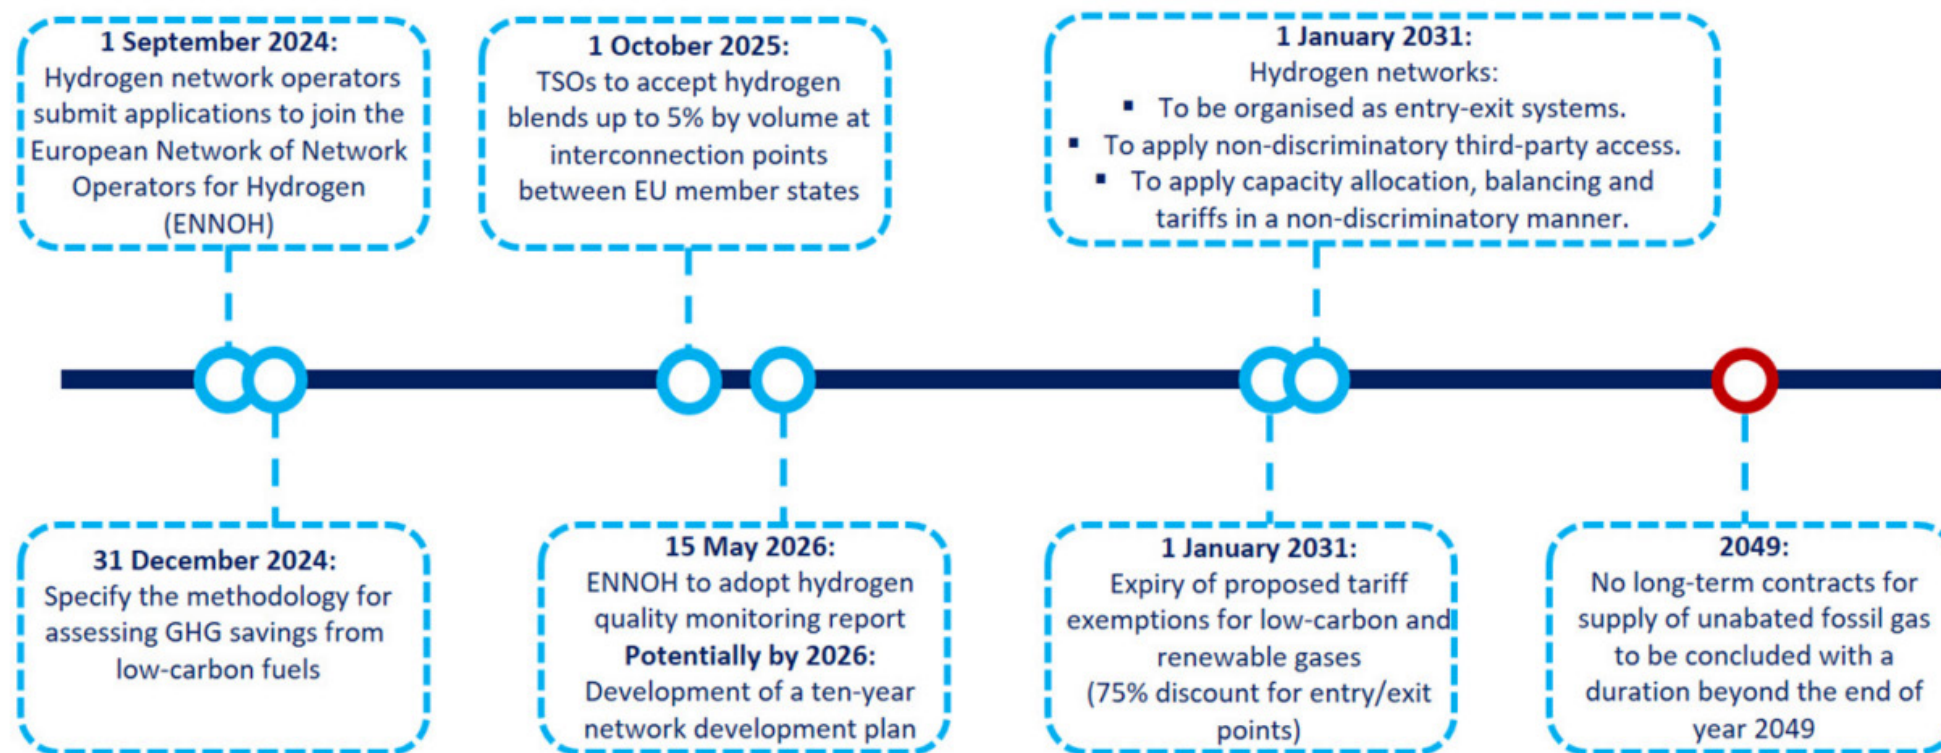 1 September 2024:
Hydrogen network operators
submit applications to join the
European Network of Network
Operators for Hydrogen
(ENNOH)
1 October 2025:
TSOs to accept hydrogen
blends up to 5% by volume at
interconnection points
between EU member states
1 January 2031:
Hydrogen networks:
▪ To be organised as entry-exit systems.
▪ To apply non-discriminatory third-party access.
▪ To apply capacity allocation, balancing and
tariffs in a non-discriminatory manner.
31 December 2024:
Specify the methodology for
assessing GHG savings from
low-carbon fuels
15 May 2026:
ENNOH to adopt hydrogen
quality monitoring report
Potentially by 2026:
Development of a ten-year
network development plan
1 January 2031:
Expiry of proposed tariff
exemptions for low-carbon and
renewable gases
(75% discount for entry/exit
points)
2049:
No long-term contracts for
supply of unabated fossil gas
to be concluded with a
duration beyond the end of
year 2049